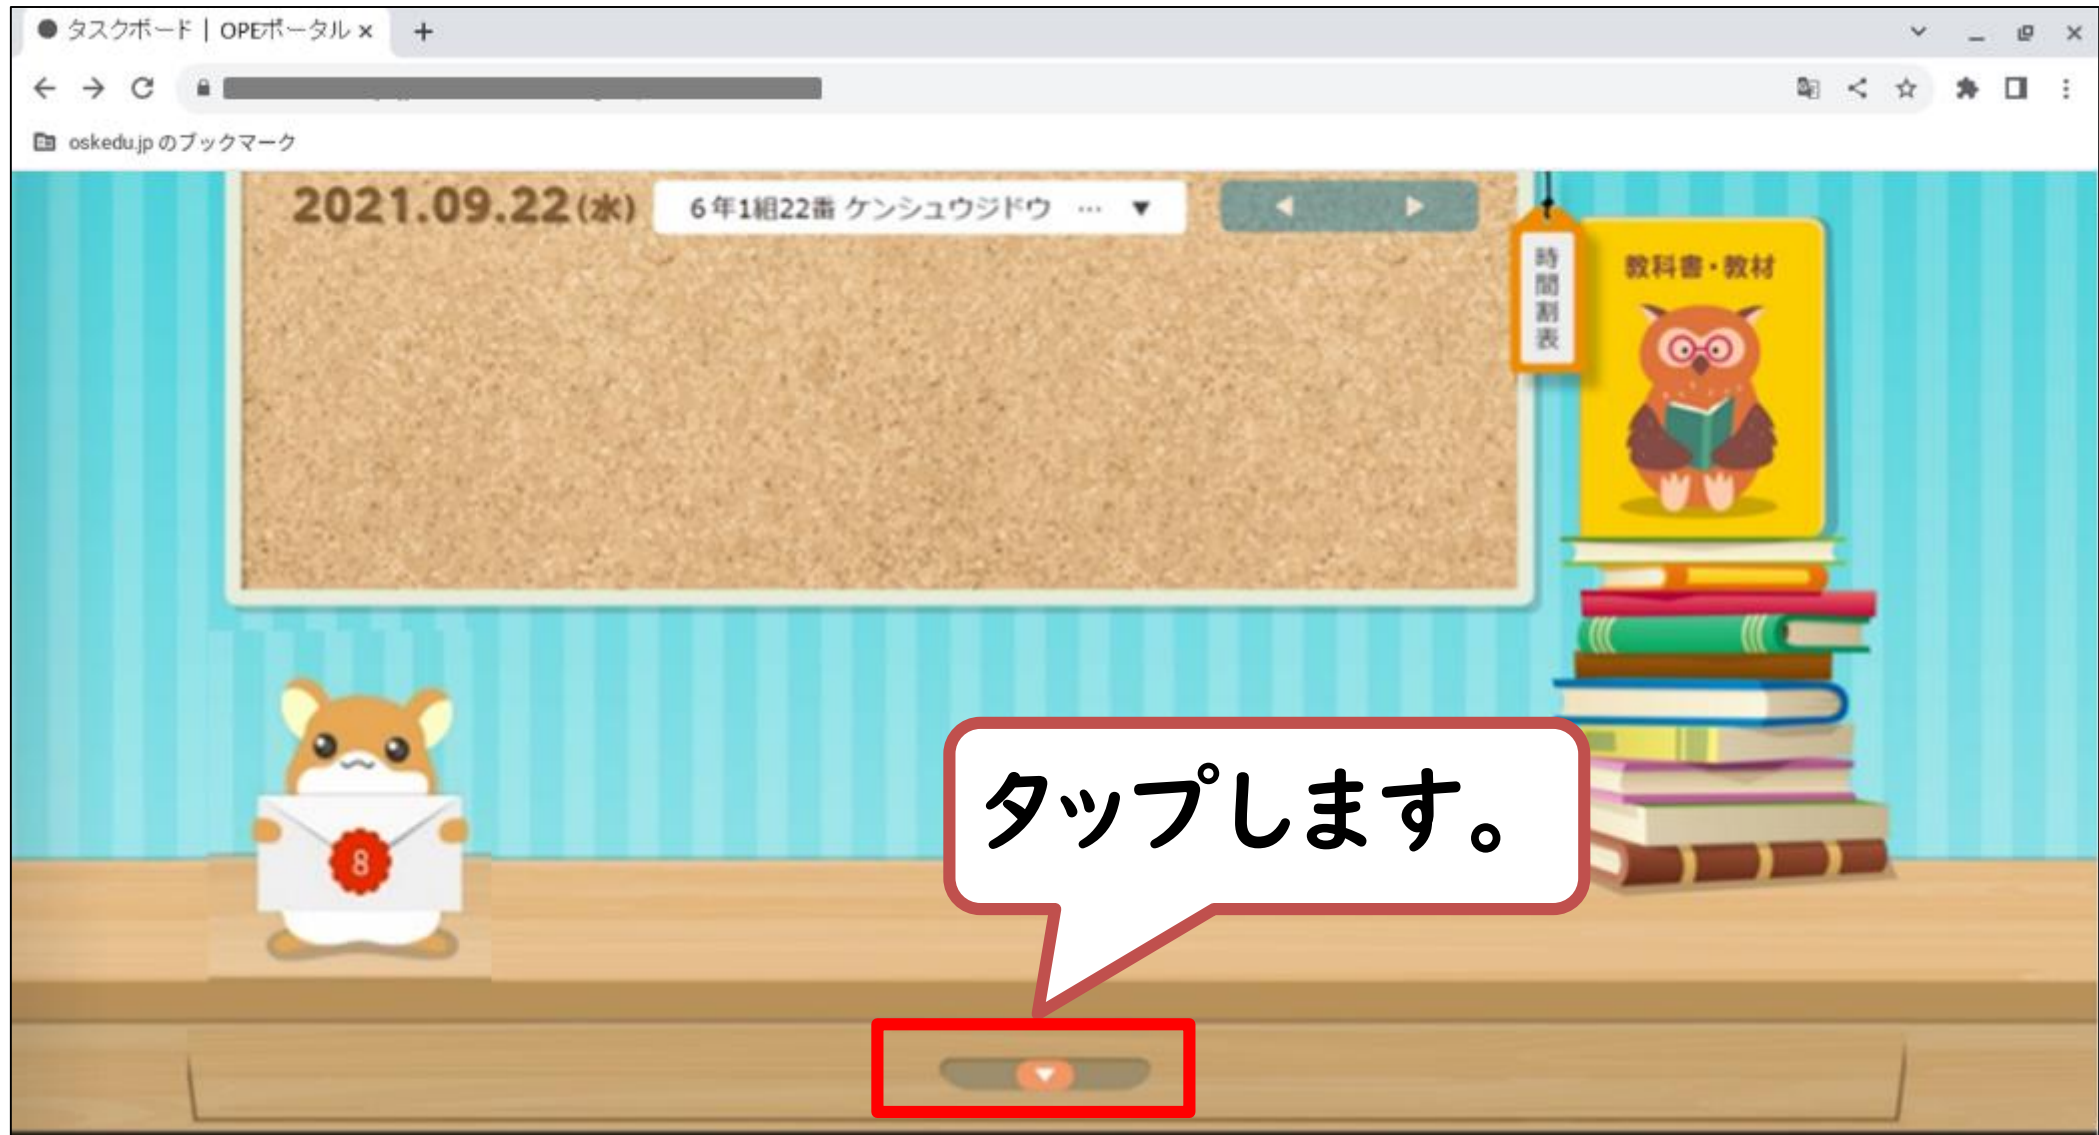 タスクボード | OPEポータル
oskedu.jp のブックマーク
2021.09.22(水)
6年1組22番 ケンシュウジドウ …
時間割表
教科書・教材
タップします。
8